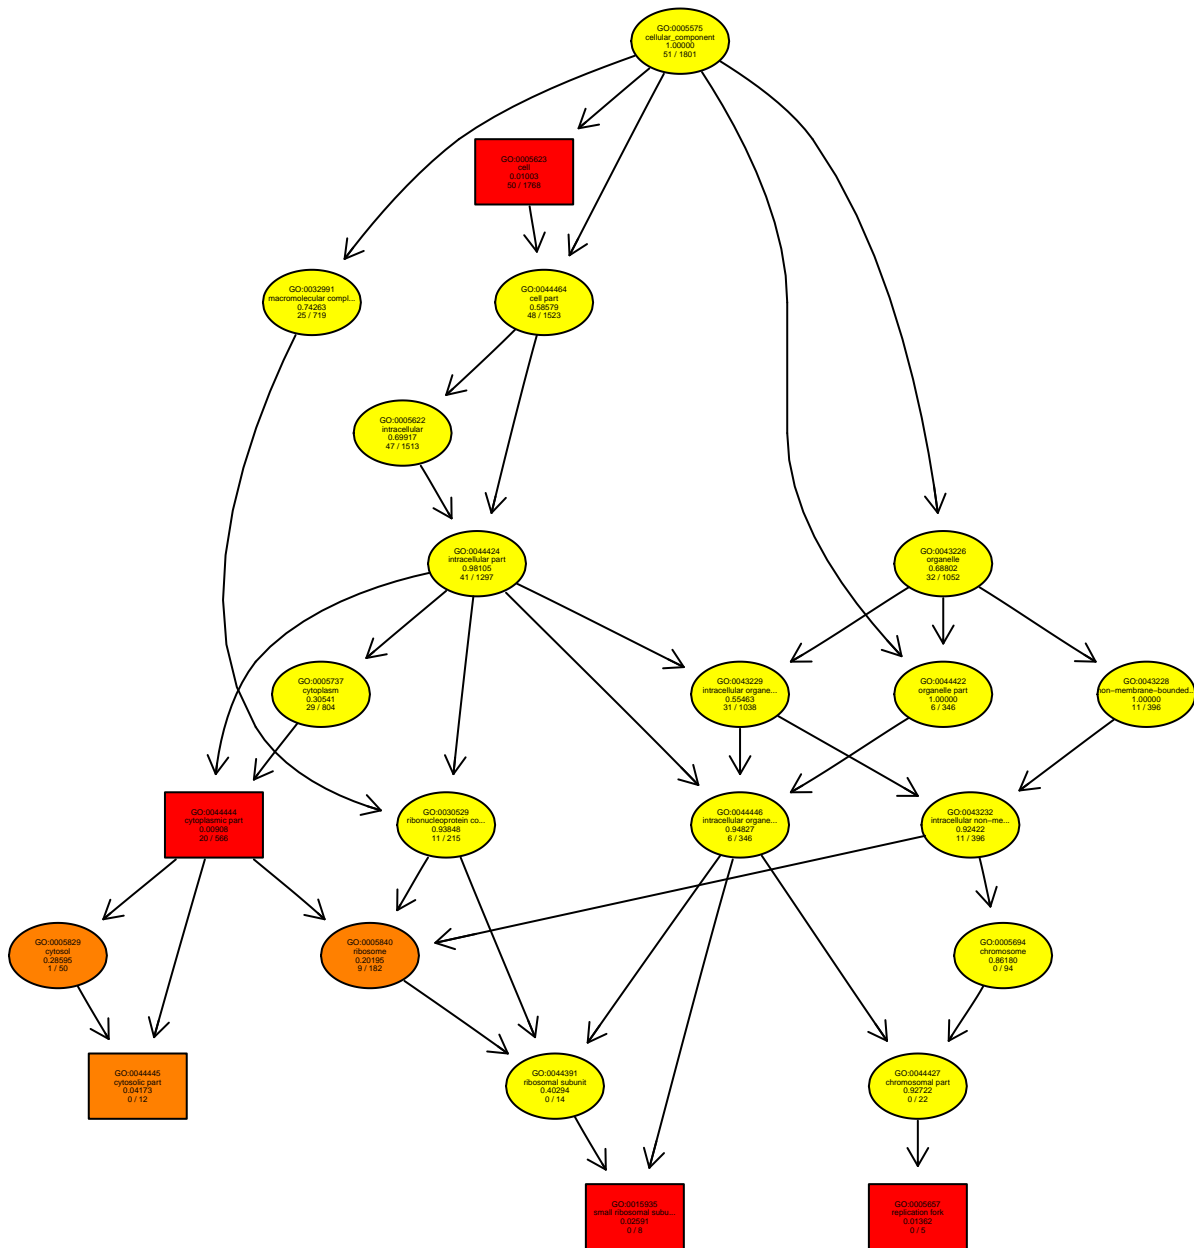 GO:0005575
cellular_component
1.00000
51 / 1801
GO:0005623
cell
0.01003
50 / 1768
GO:0032991
macromolecular compl...
0.74263
25 / 719
GO:0044464
cell part
0.58579
48 / 1523
GO:0005622
intracellular
0.69917
47 / 1513
GO:0044424
intracellular part
0.98105
41 / 1297
GO:0043226
organelle
0.68802
32 / 1052
GO:0005737
cytoplasm
0.30541
29 / 804
GO:0043229
intracellular organe...
0.55463
31 / 1038
GO:0044422
organelle part
1.00000
6 / 346
GO:0043228
non−membrane−bounded...
1.00000
11 / 396
GO:0044444
cytoplasmic part
0.00908
20 / 566
GO:0030529
ribonucleoprotein co...
0.93848
11 / 215
GO:0044446
intracellular organe...
0.94827
6 / 346
GO:0043232
intracellular non−me...
0.92422
11 / 396
GO:0005829
cytosol
0.28595
1 / 50
GO:0005840
ribosome
0.20195
9 / 182
GO:0005694
chromosome
0.86180
0 / 94
GO:0044445
cytosolic part
0.04173
0 / 12
GO:0044391
ribosomal subunit
0.40294
0 / 14
GO:0044427
chromosomal part
0.92722
0 / 22
GO:0015935
small ribosomal subu...
0.02591
0 / 8
GO:0005657
replication fork
0.01362
0 / 5